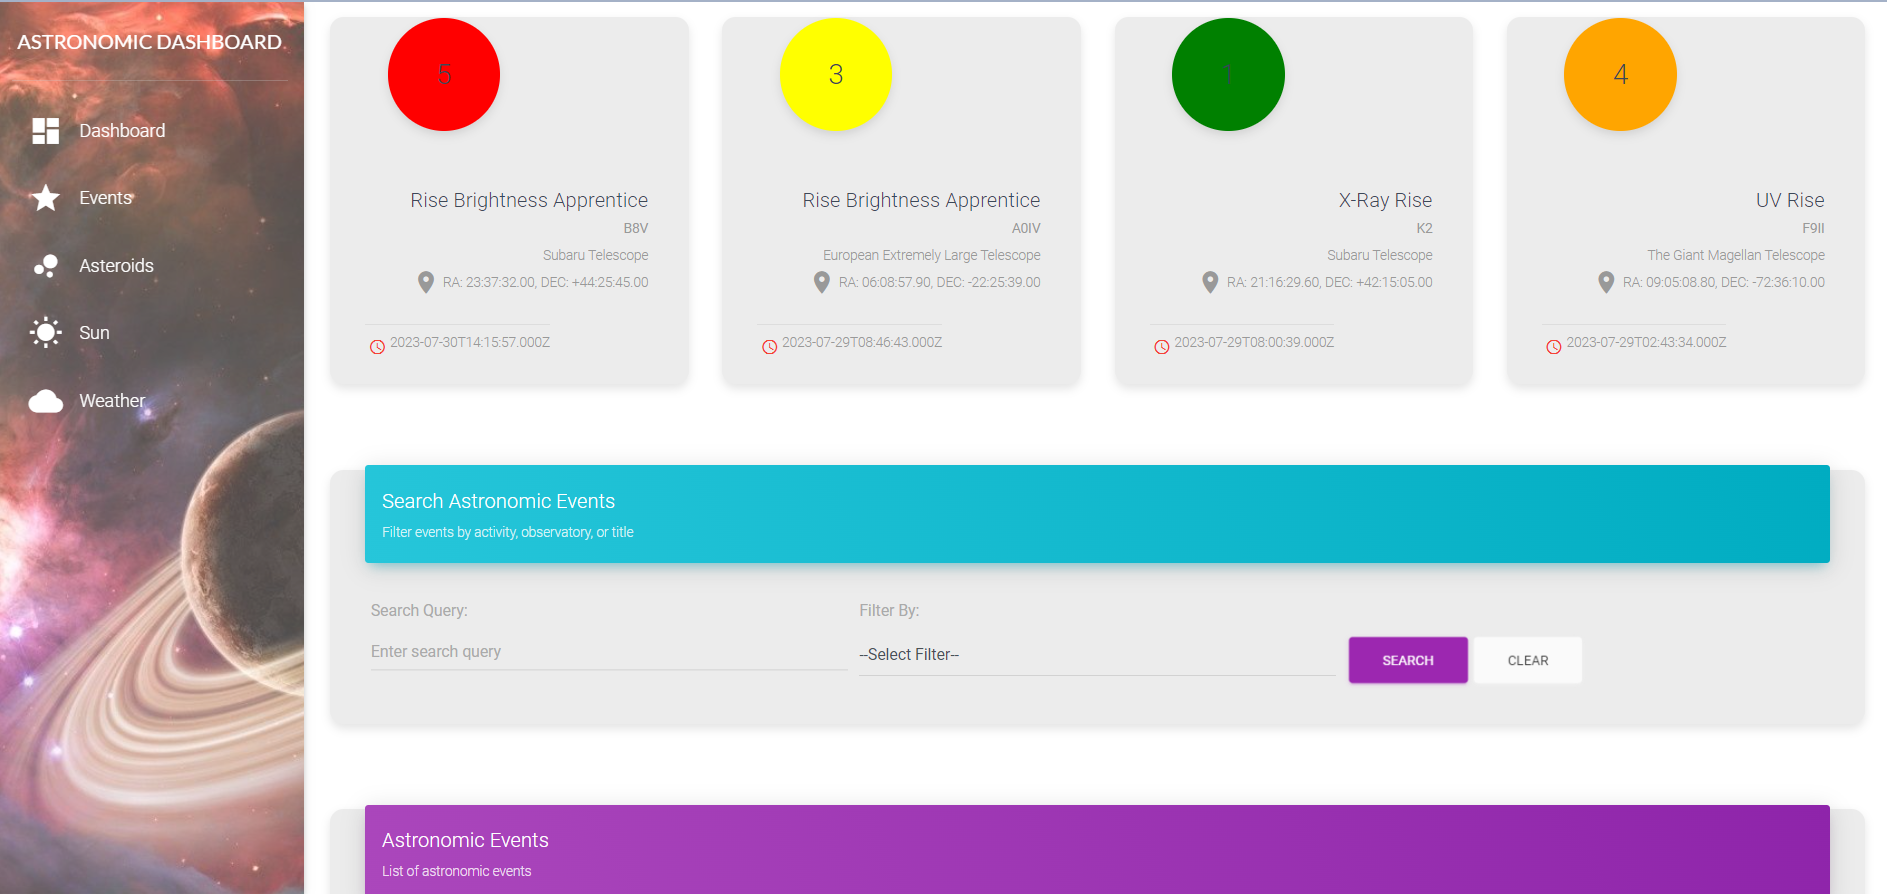 ASTRONOMIC DASHBOARD
Dashboard
Events
Asteroids
Sun
Weather
5
Rise Brightness Apprentice
B8V
Subaru Telescope
RA: 23:37:32.00, DEC: +44:25:45.00
2023-07-30T14:15:57.000Z
3
Rise Brightness Apprentice
A0IV
European Extremely Large Telescope
RA: 06:08:57.90, DEC: -22:25:39.00
2023-07-29T08:46:43.000Z
1
X-Ray Rise
K2
Subaru Telescope
RA: 21:16:29.60, DEC: +42:15:05.00
2023-07-29T08:00:39.000Z
4
UV Rise
F9II
The Giant Magellan Telescope
RA: 09:05:08.80, DEC: -72:36:10.00
2023-07-29T02:43:34.000Z
Search Astronomic Events
Filter events by activity, observatory, or title
Search Query:
Enter search query
Filter By:
--Select Filter--
SEARCH
CLEAR
Astronomic Events
List of astronomic events